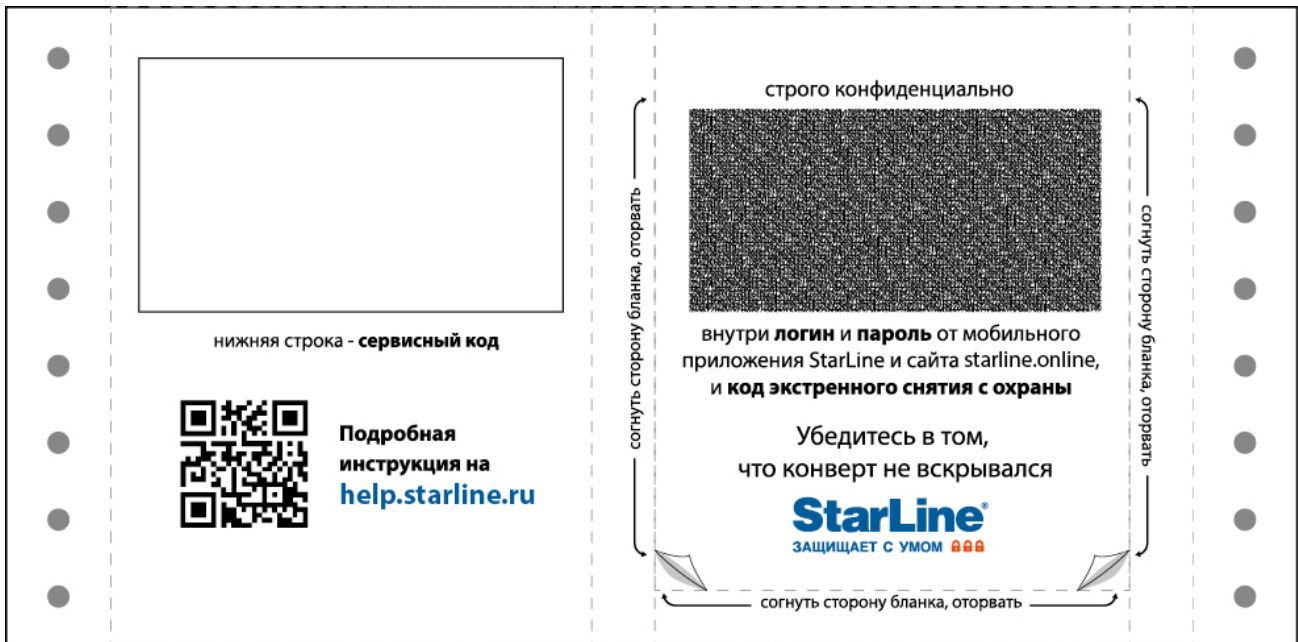 нижняя строка - сервисный код
Подробная
инструкция на
help.starline.ru
строго конфиденциально
внутри логин и пароль от мобильного
приложения StarLine и сайта starline.online,
и код экстренного снятия с охраны
Убедитесь в том,
что конверт не вскрывался
StarLine®
ЗАЩИЩАЕТ С УМОМ
согнуть сторону бланка, оторвать
согнуть сторону бланка, оторвать
согнуть сторону бланка, оторвать